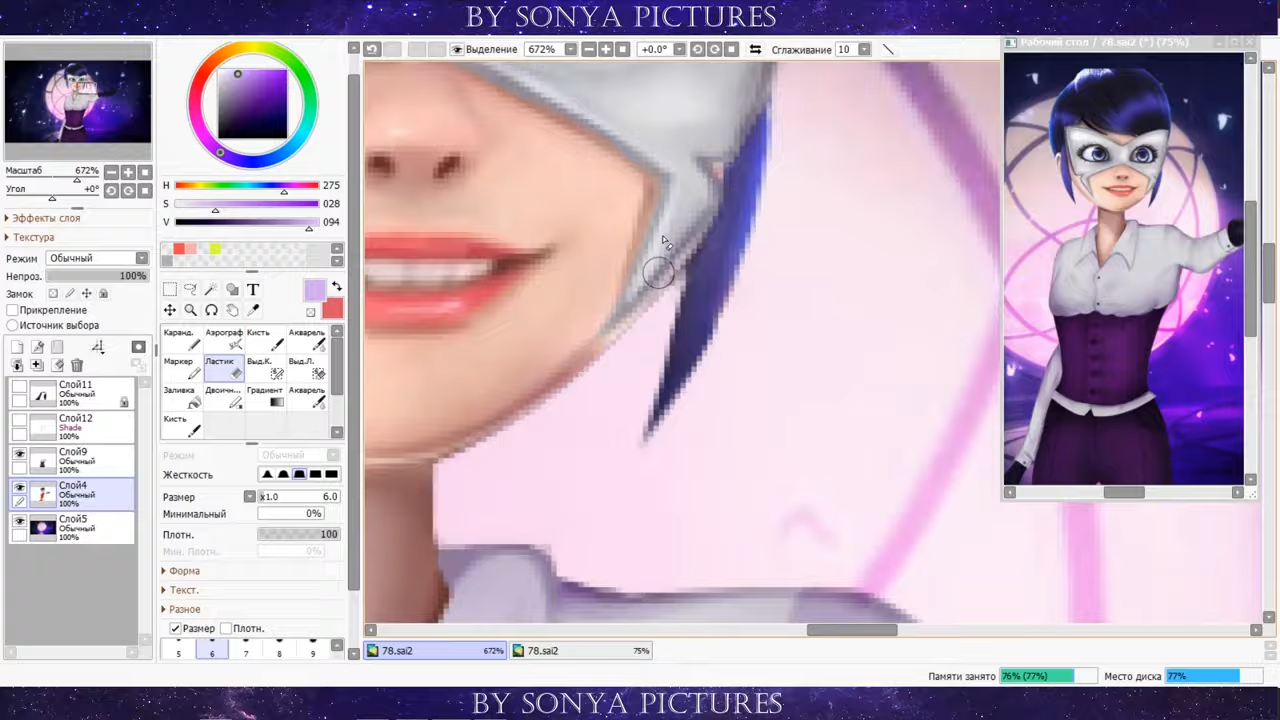 BY SONYA PICTURES
Выделение 672% +0.0° Сглаживание 10
Рабочий стол / 78.sai2 (*) (75%)
Масштаб 672%
Угол +0°
Эффекты слоя
Текстура
Режим Обычный
Непроз. 100%
Замок
Прикрепление
Источник выбора
Слой11
Обычный
100%
Слой12
Shade
100%
Слой9
Обычный
100%
Слой4
Обычный
100%
Слой5
Обычный
100%
H 275
S 028
V 094
T
Каранд. Аэрограф Кисть Акварель
Маркер Ластик Выд.К. Выд.Л.
Заливка Двоичн... Градиент Акварель
Кисть
Режим Обычный
Жесткость
Размер x1.0 6.0
Минимальный 0%
Плотн. 100
Мин. Плотн. 0%
Форма
Текст.
Разное
Размер Плотн.
5 6 7 8 9
78.sai2 672% 78.sai2 75%
Памяти занято 76% (77%) Место диска 77%
BY SONYA PICTURES